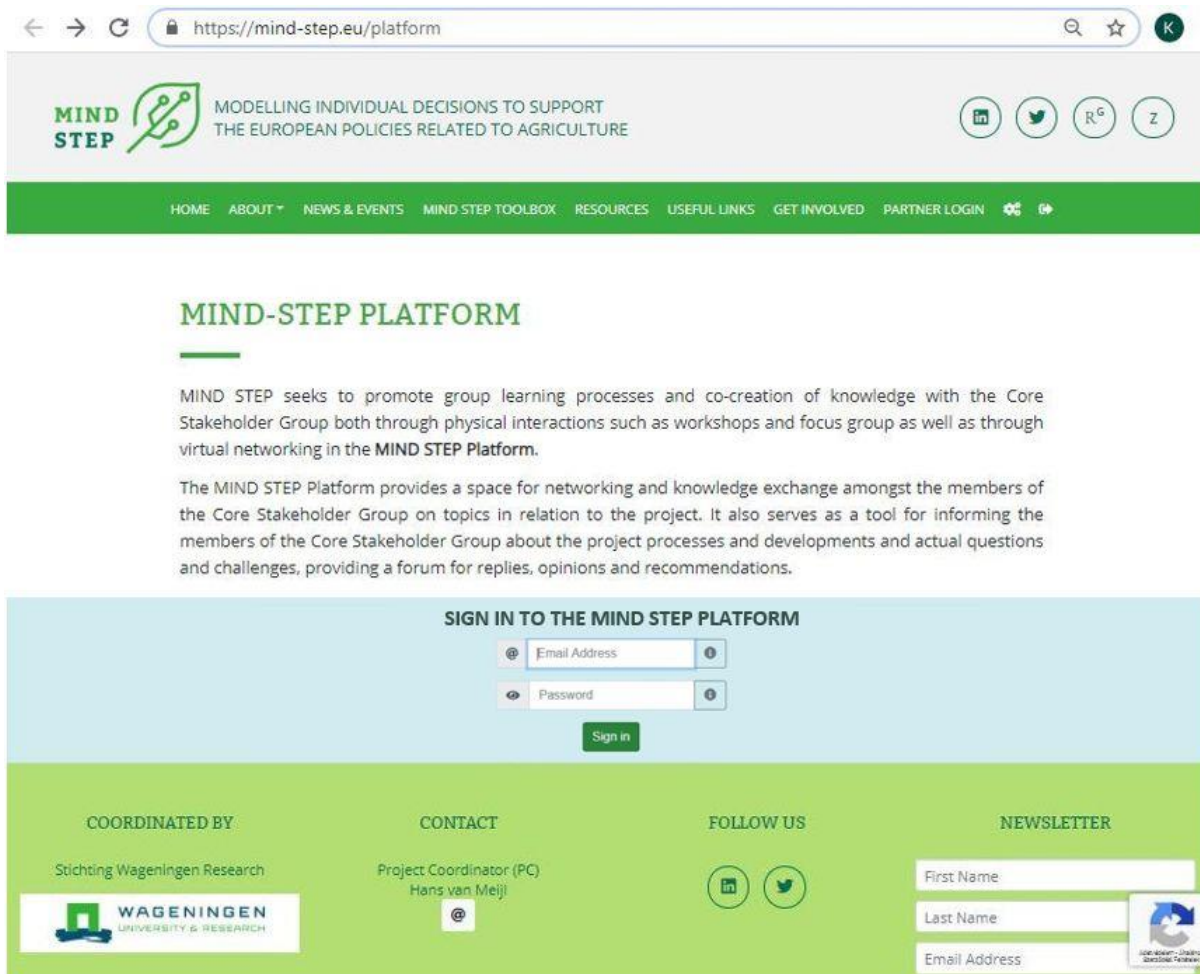 https://mind-step.eu/platform
K
MIND
STEP
MODELLING INDIVIDUAL DECISIONS TO SUPPORT
THE EUROPEAN POLICIES RELATED TO AGRICULTURE
in
RG
Z
HOME ABOUT NEWS & EVENTS MIND STEP TOOLBOX RESOURCES USEFUL LINKS GET INVOLVED PARTNER LOGIN
MIND-STEP PLATFORM
MIND STEP seeks to promote group learning processes and co-creation of knowledge with the Core
Stakeholder Group both through physical interactions such as workshops and focus group as well as through
virtual networking in the MIND STEP Platform.
The MIND STEP Platform provides a space for networking and knowledge exchange amongst the members of
the Core Stakeholder Group on topics in relation to the project. It also serves as a tool for informing the
members of the Core Stakeholder Group about the project processes and developments and actual questions
and challenges, providing a forum for replies, opinions and recommendations.
SIGN IN TO THE MIND STEP PLATFORM
@ Email Address
Password
Sign in
COORDINATED BY
Stichting Wageningen Research
WAGENINGEN
UNIVERSITY & RESEARCH
CONTACT
Project Coordinator (PC)
Hans van Meijl
@
FOLLOW US
in
NEWSLETTER
First Name
Last Name
Email Address